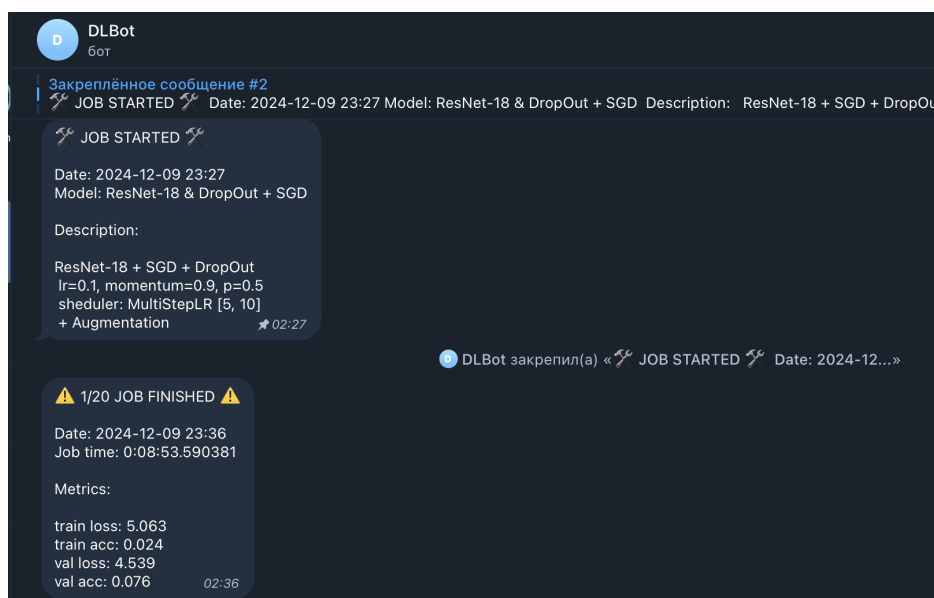 D DLBot
бот
Закреплённое сообщение #2
🛠 JOB STARTED 🛠 Date: 2024-12-09 23:27 Model: ResNet-18 & DropOut + SGD Description: ResNet-18 + SGD + DropOu
🛠 JOB STARTED 🛠
Date: 2024-12-09 23:27
Model: ResNet-18 & DropOut + SGD
Description:
ResNet-18 + SGD + DropOut
lr=0.1, momentum=0.9, p=0.5
sheduler: MultiStepLR [5, 10]
+ Augmentation 02:27
D DLBot закрепил(а) «🛠 JOB STARTED 🛠 Date: 2024-12...»
⚠️ 1/20 JOB FINISHED ⚠️
Date: 2024-12-09 23:36
Job time: 0:08:53.590381
Metrics:
train loss: 5.063
train acc: 0.024
val loss: 4.539
val acc: 0.076 02:36